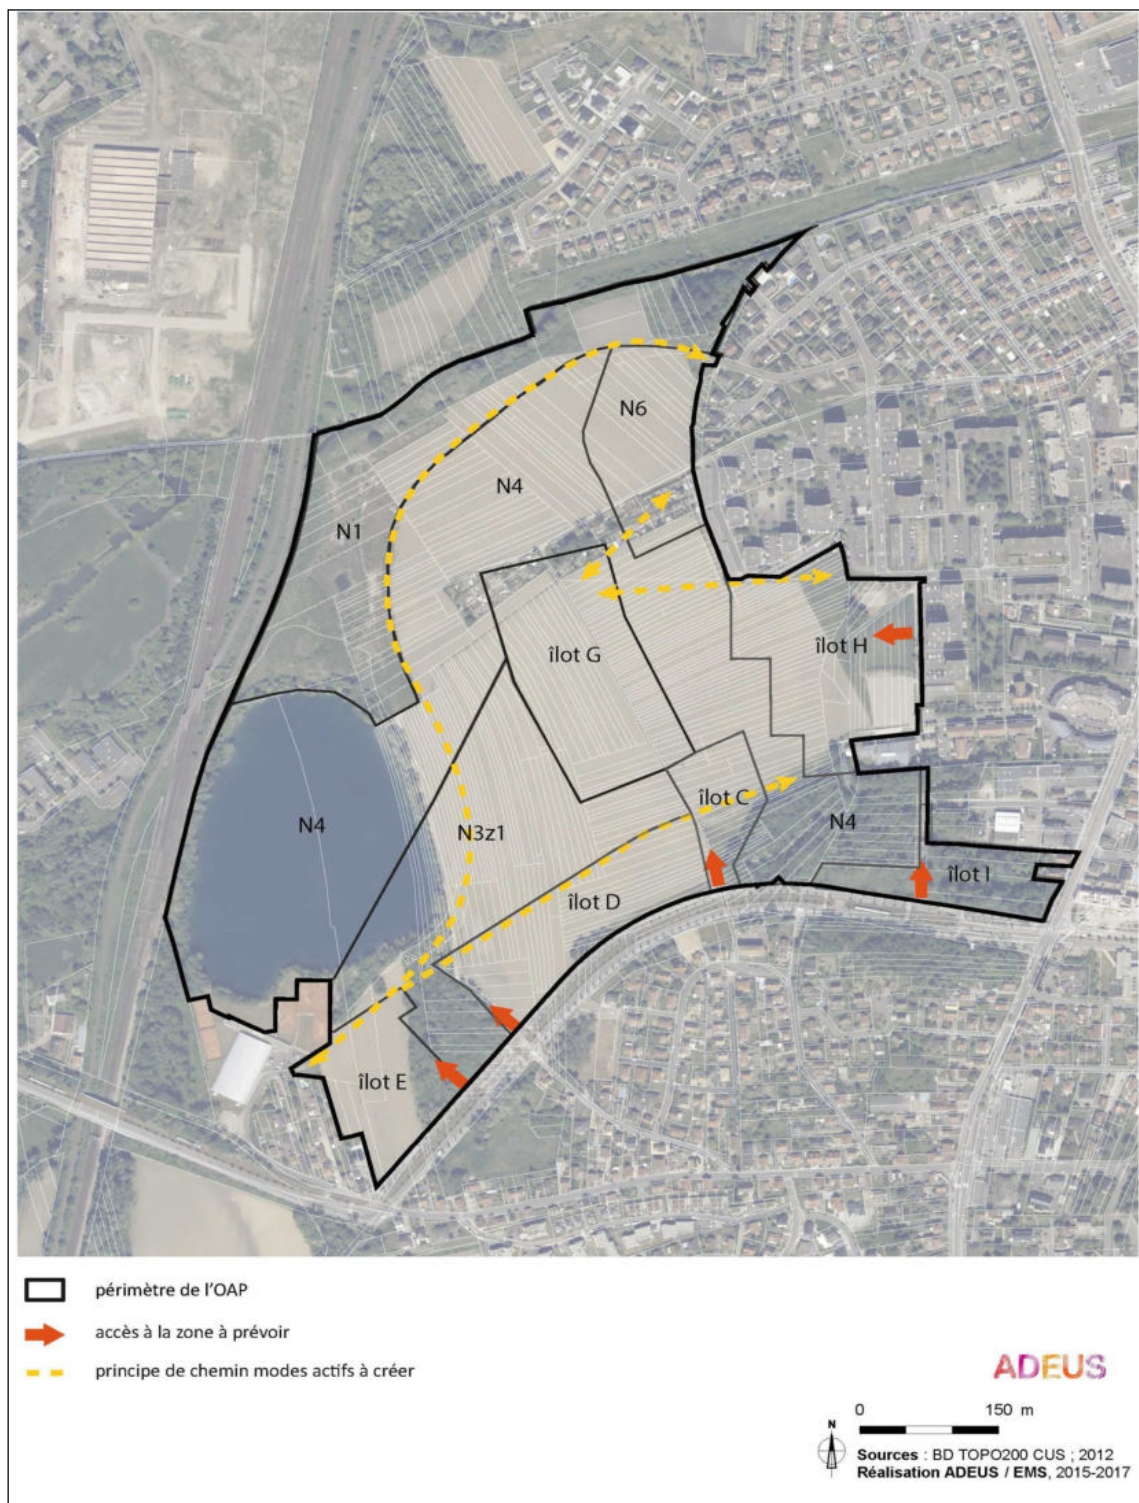 N6
N4
N1
îlot G
îlot H
îlot C
N4
N4
N3z1
îlot D
îlot I
îlot E
périmètre de l'OAP
accès à la zone à prévoir
principe de chemin modes actifs à créer
ADEUS
0 150 m
N
Sources : BD TOPO200 CUS ; 2012
Réalisation ADEUS / EMS, 2015-2017